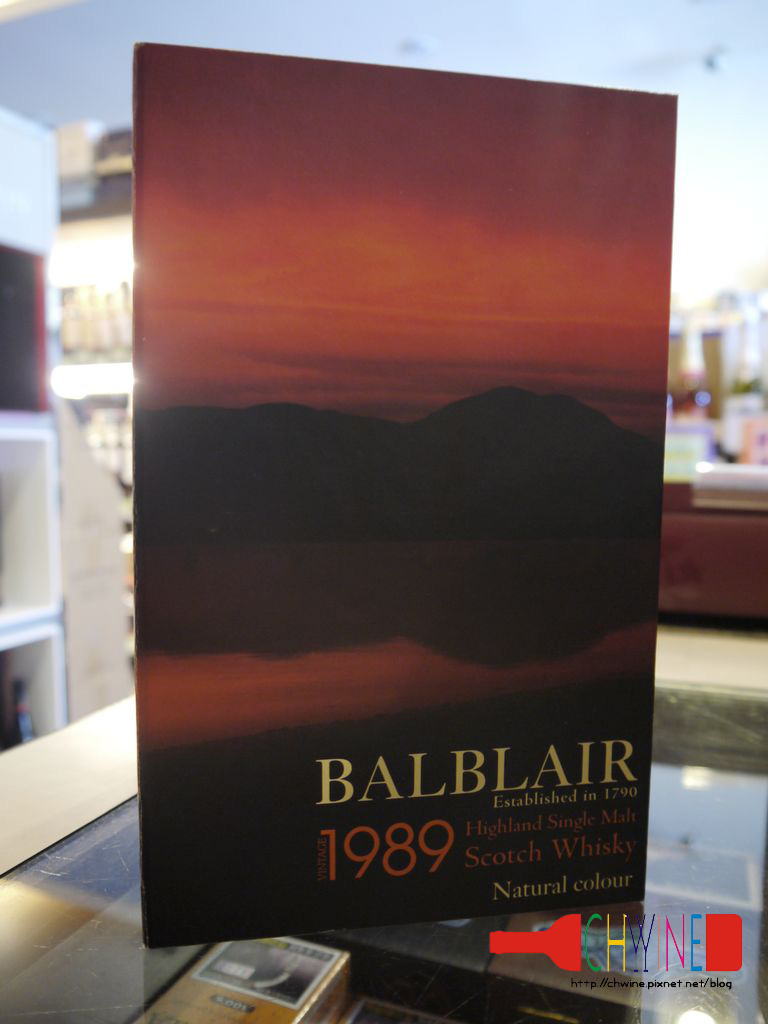 BALBLAIR
Established in 1790
VINTAGE
1989
Highland Single Malt
Scotch Whisky
Natural colour
CHWINE
http://chwine.pixnet.net/blog